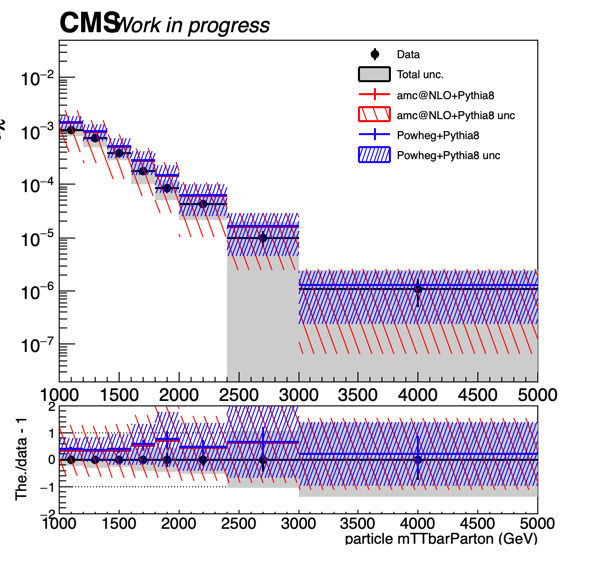 CMS Work in progress
Data
Total unc.
amc@NLO+Pythia8
amc@NLO+Pythia8 unc
Powheg+Pythia8
Powheg+Pythia8 unc
10−2
10−3
10−4
10−5
10−6
10−7
1000 1500 2000 2500 3000 3500 4000 4500 5000
The./data - 1
2
1
0
−1
−2
1000 1500 2000 2500 3000 3500 4000 4500 5000
particle mTTbarParton (GeV)